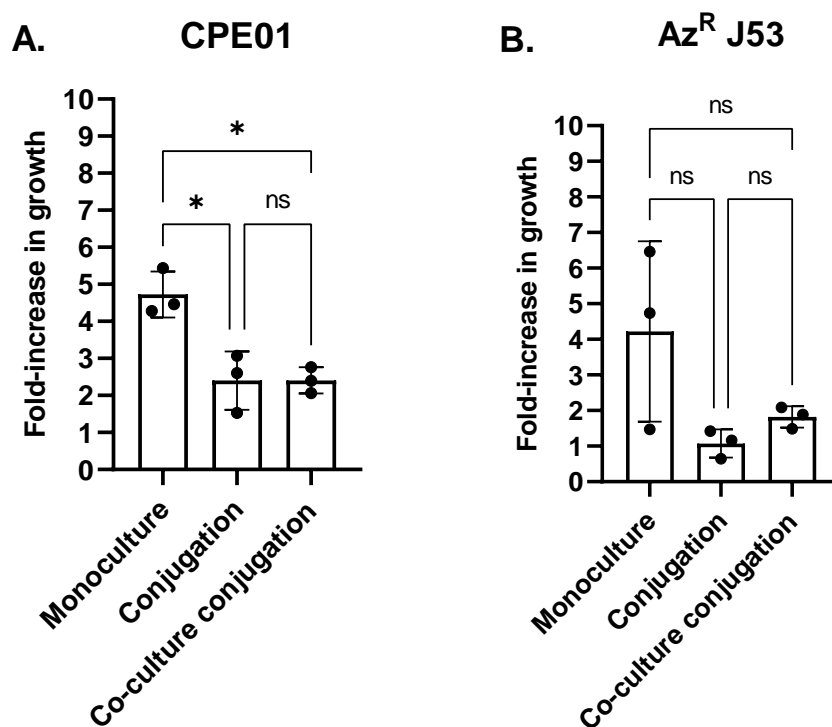 A.
CPE01
Fold-increase in growth
10
9
8
7
6
5
4
3
2
1
0
*
*
ns
Monoculture
Conjugation
Co-culture conjugation
B.
Az^R J53
Fold-increase in growth
10
9
8
7
6
5
4
3
2
1
0
ns
ns
ns
Monoculture
Conjugation
Co-culture conjugation